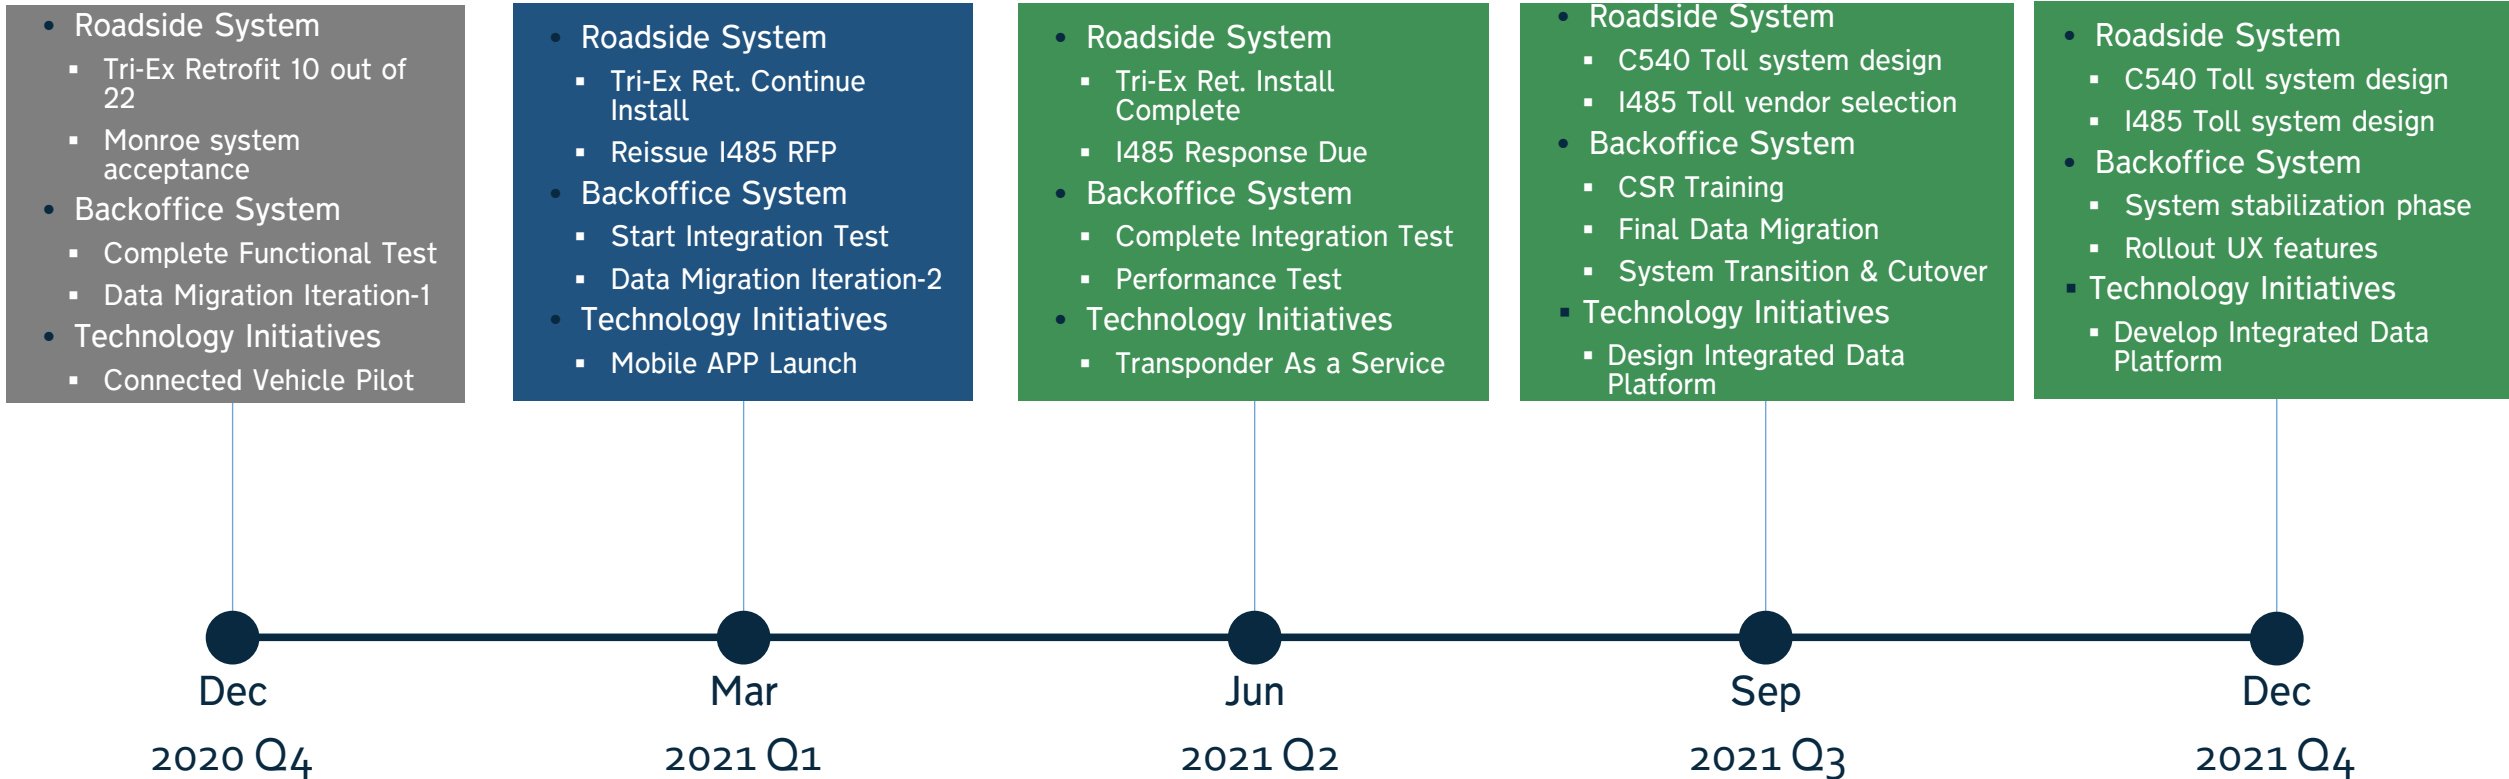 • Roadside System
▪ Tri-Ex Retrofit 10 out of
22
▪ Monroe system
acceptance
• Backoffice System
▪ Complete Functional Test
▪ Data Migration Iteration-1
• Technology Initiatives
▪ Connected Vehicle Pilot
• Roadside System
▪ Tri-Ex Ret. Continue
Install
▪ Reissue I485 RFP
• Backoffice System
▪ Start Integration Test
▪ Data Migration Iteration-2
• Technology Initiatives
▪ Mobile APP Launch
• Roadside System
▪ Tri-Ex Ret. Install
Complete
▪ I485 Response Due
• Backoffice System
▪ Complete Integration Test
▪ Performance Test
• Technology Initiatives
▪ Transponder As a Service
• Roadside System
▪ C540 Toll system design
▪ I485 Toll vendor selection
• Backoffice System
▪ CSR Training
▪ Final Data Migration
▪ System Transition & Cutover
▪ Technology Initiatives
▪ Design Integrated Data
Platform
• Roadside System
▪ C540 Toll system design
▪ I485 Toll system design
• Backoffice System
▪ System stabilization phase
▪ Rollout UX features
▪ Technology Initiatives
▪ Develop Integrated Data
Platform
Dec
2020 Q4
Mar
2021 Q1
Jun
2021 Q2
Sep
2021 Q3
Dec
2021 Q4